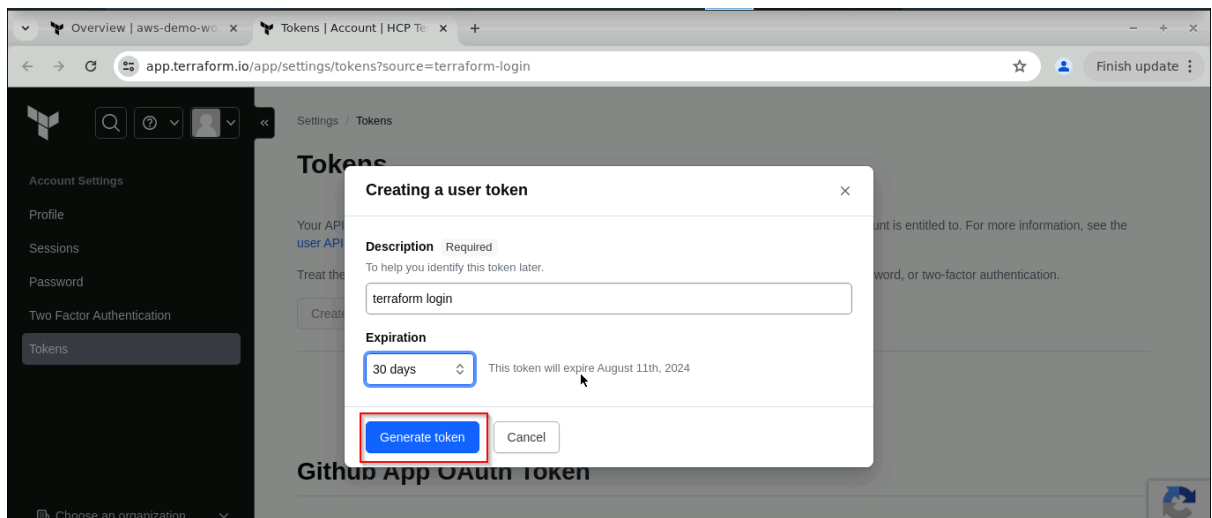 Overview | aws-demo-wo
Tokens | Account | HCP Te
app.terraform.io/app/settings/tokens?source=terraform-login
Finish update
Settings / Tokens
Tokens
Account Settings
Profile
Sessions
Password
Two Factor Authentication
Tokens
Your API
unt is entitled to. For more information, see the
user API
Treat the
word, or two-factor authentication.
Create
Creating a user token
Description Required
To help you identify this token later.
terraform login
Expiration
30 days
This token will expire August 11th, 2024
Generate token
Cancel
Github App OAuth Token
Choose an organization